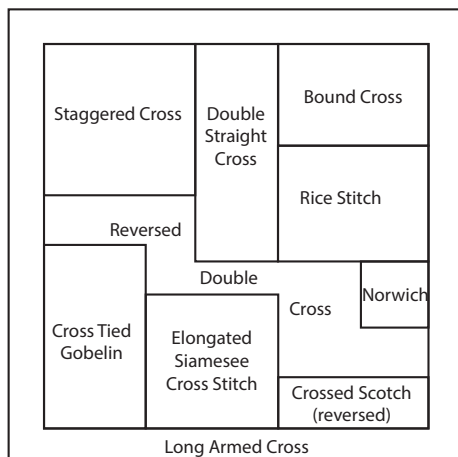 Staggered Cross
Double
Straight
Cross
Bound Cross
Rice Stitch
Reversed
Double
Cross
Norwich
Cross Tied
Gobelin
Elongated
Siamesee
Cross Stitch
Crossed Scotch
(reversed)
Long Armed Cross